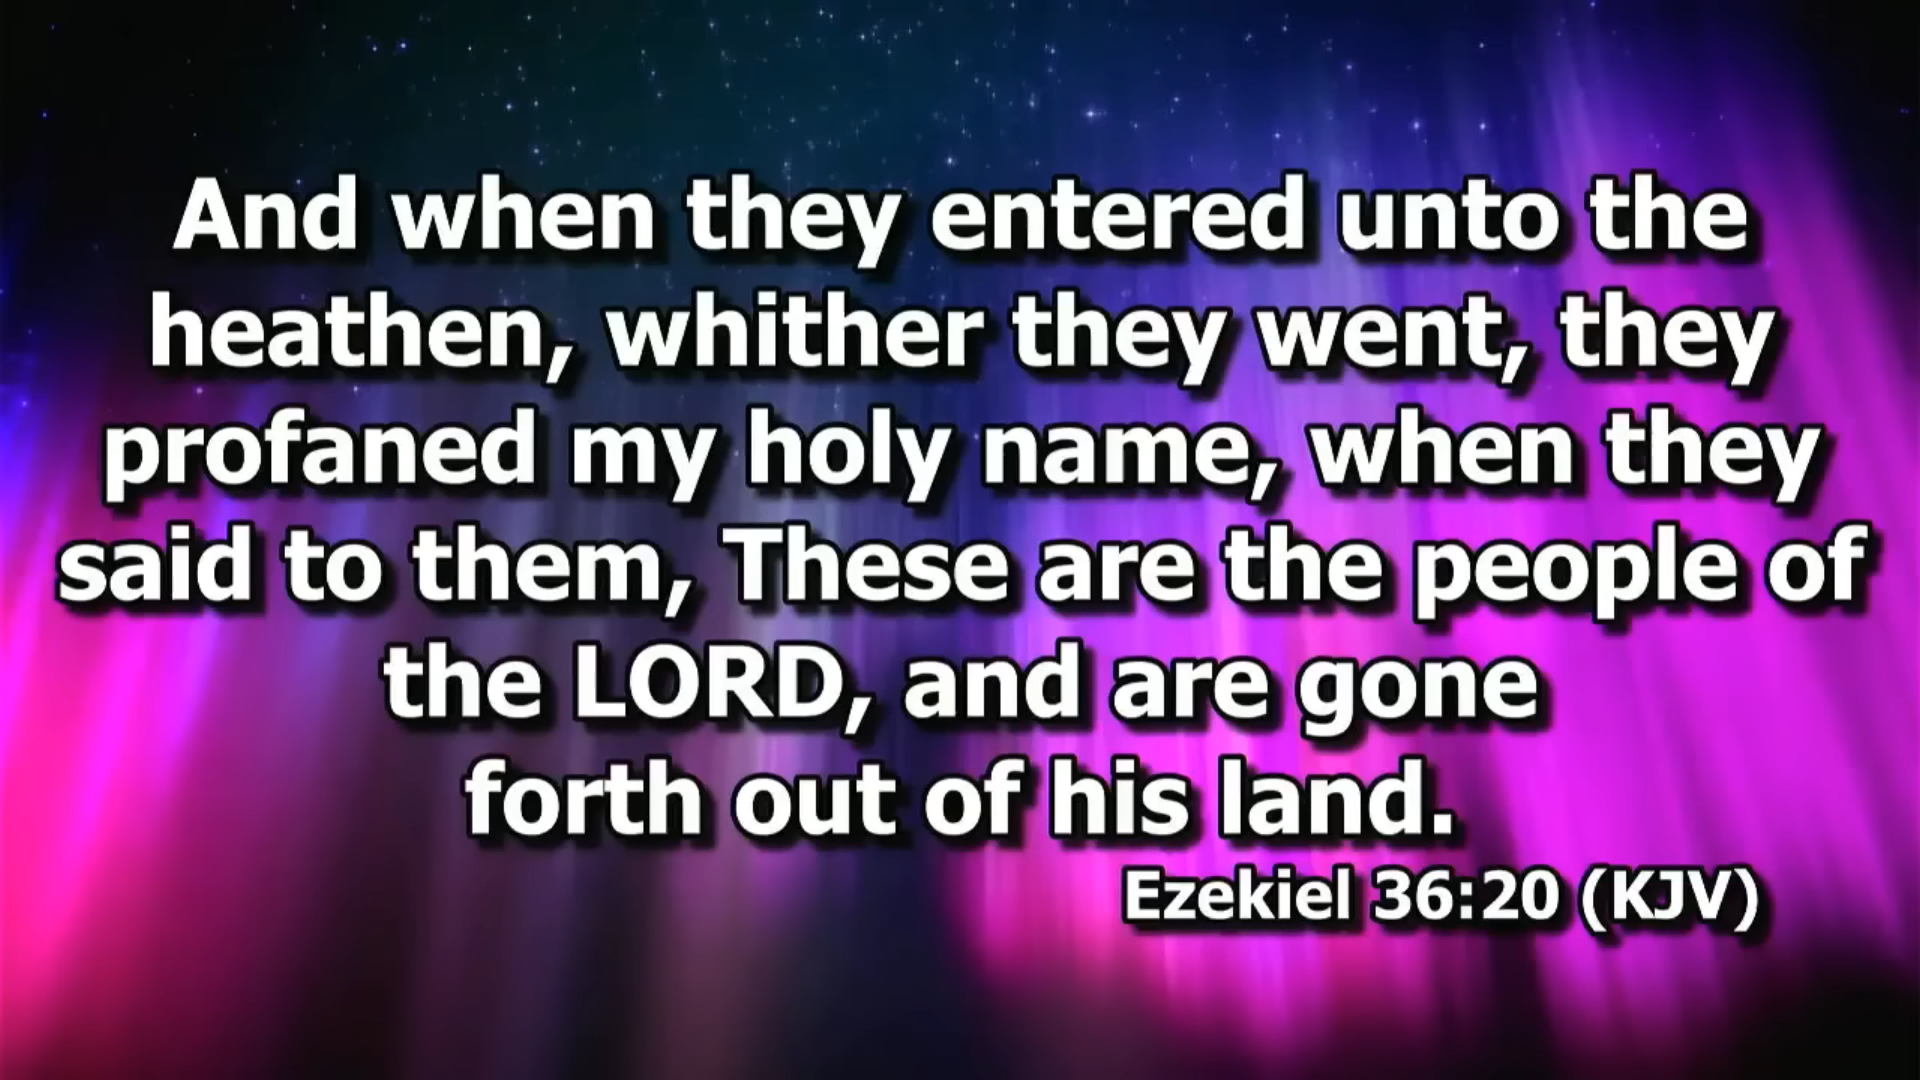 And when they entered unto the
heathen, whither they went, they
profaned my holy name, when they
said to them, These are the people of
the LORD, and are gone
forth out of his land.
Ezekiel 36:20 (KJV)